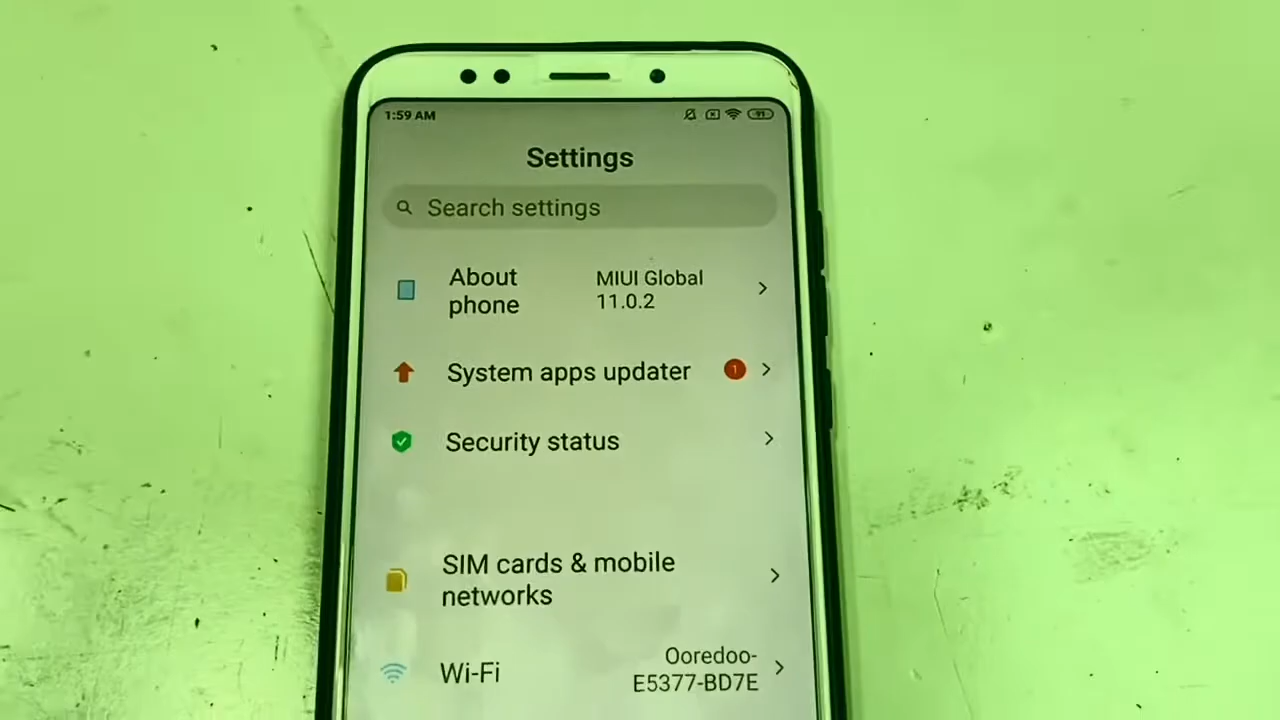 1:59 AM
91
Settings
Search settings
About
phone
MIUI Global
11.0.2
System apps updater
1
Security status
SIM cards & mobile
networks
Wi-Fi
Ooredoo-
E5377-BD7E